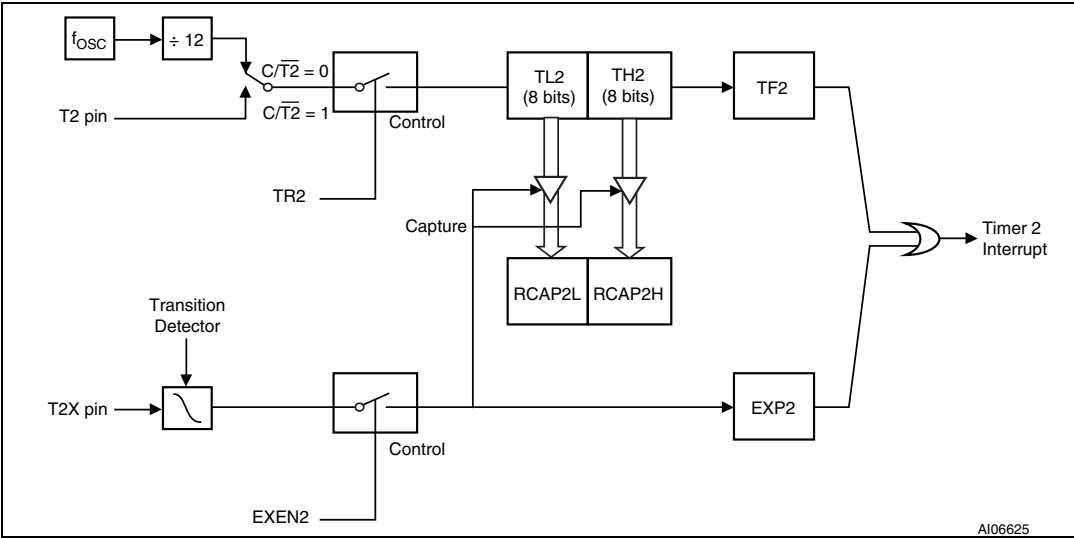 fOSC
÷ 12
C/T2 = 0
C/T2 = 1
T2 pin
Control
TR2
TL2
(8 bits)
TH2
(8 bits)
TF2
Capture
RCAP2L
RCAP2H
Timer 2
Interrupt
Transition
Detector
T2X pin
Control
EXP2
EXEN2
AI06625